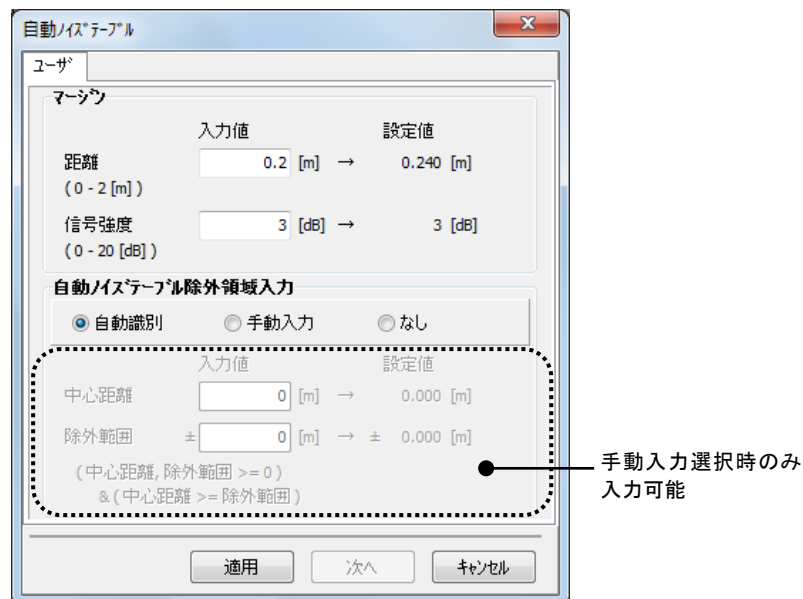 自動ﾉｲｽﾞﾃｰﾌﾞﾙ
ﾕｰｻﾞ
マージン
入力値 設定値
距離 0.2 [m] → 0.240 [m]
( 0 - 2 [m] )
信号強度 3 [dB] → 3 [dB]
( 0 - 20 [dB] )
自動ﾉｲｽﾞﾃｰﾌﾞﾙ除外領域入力
自動識別 手動入力 なし
入力値 設定値
中心距離 0 [m] → 0.000 [m]
除外範囲 ± 0 [m] → ± 0.000 [m]
( 中心距離, 除外範囲 >= 0 )
& ( 中心距離 >= 除外範囲 )
手動入力選択時のみ
入力可能
適用 次へ ｷｬﾝｾﾙ